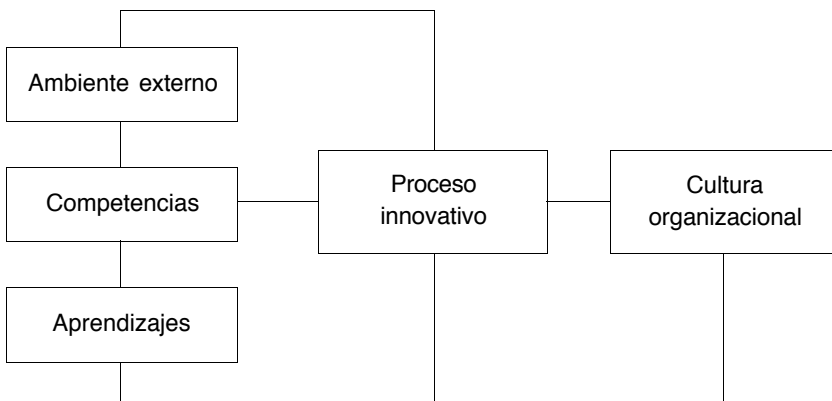 Ambiente externo
Competencias
Aprendizajes
Proceso
innovativo
Cultura
organizacional